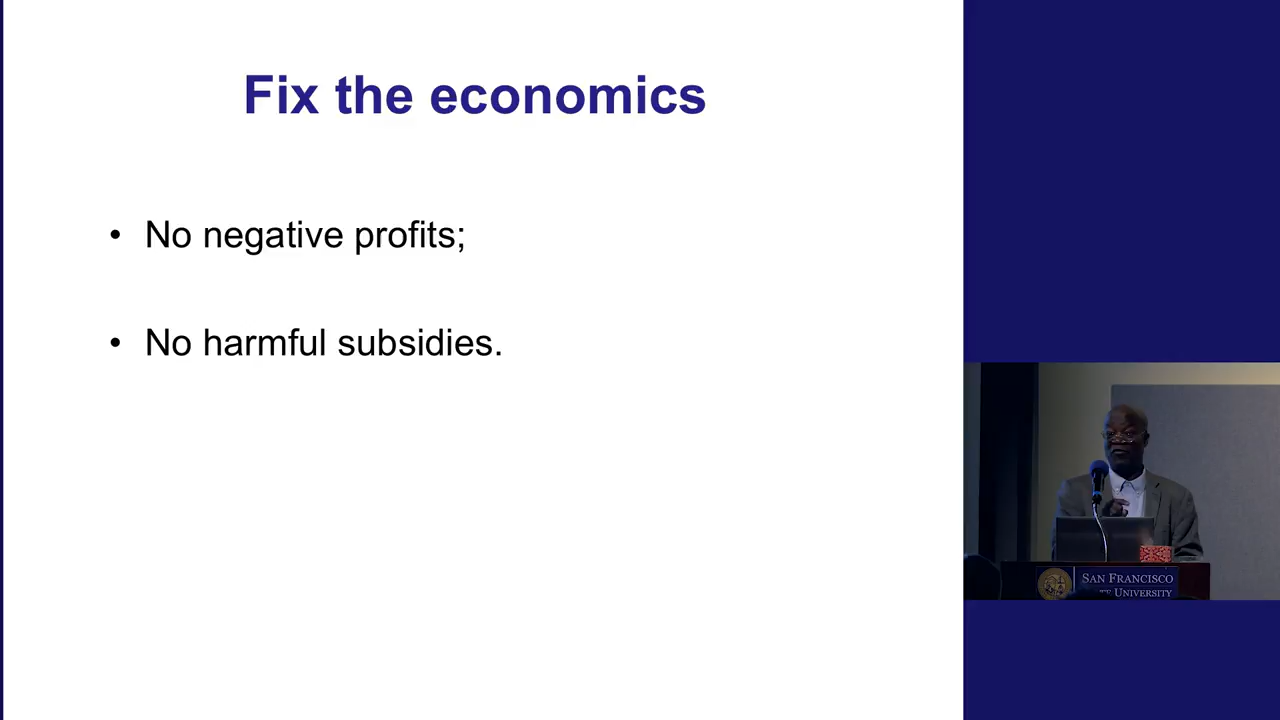 Fix the economics
• No negative profits;
• No harmful subsidies.
SAN FRANCISCO
UNIVERSITY